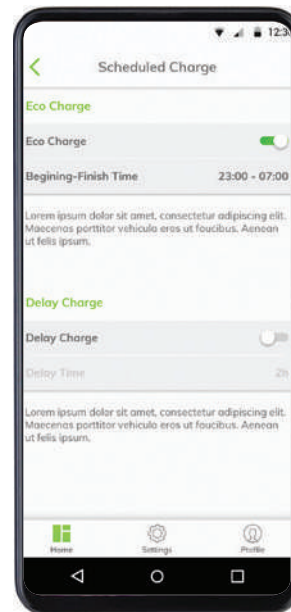 12:3
Scheduled Charge
Eco Charge
Eco Charge
Begining-Finish Time 23:00 - 07:00
Lorem ipsum dolor sit amet, consectetur adipiscing elit.
Maecenas porttitor vehicula eros ut faucibus. Aenean
ut felis ipsum.
Delay Charge
Delay Charge
Delay Time 2h
Lorem ipsum dolor sit amet, consectetur adipiscing elit.
Maecenas porttitor vehicula eros ut faucibus. Aenean
ut felis ipsum.
Home Settings Profile